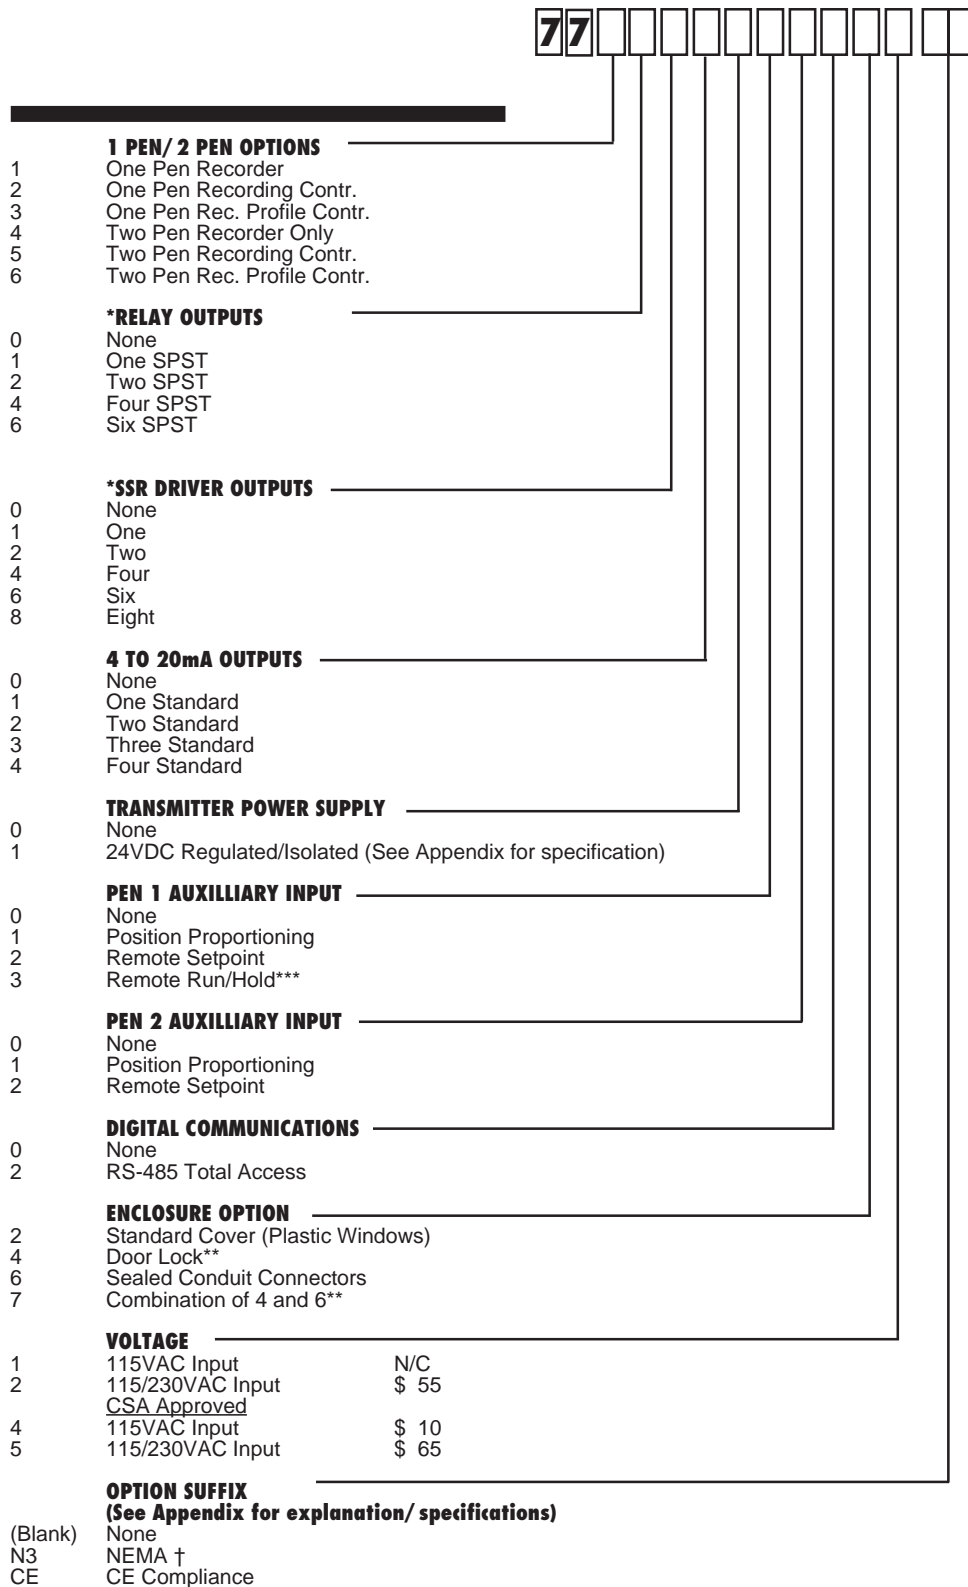 77
1 PEN/ 2 PEN OPTIONS
1 One Pen Recorder
2 One Pen Recording Contr.
3 One Pen Rec. Profile Contr.
4 Two Pen Recorder Only
5 Two Pen Recording Contr.
6 Two Pen Rec. Profile Contr.
*RELAY OUTPUTS
0 None
1 One SPST
2 Two SPST
4 Four SPST
6 Six SPST
*SSR DRIVER OUTPUTS
0 None
1 One
2 Two
4 Four
6 Six
8 Eight
4 TO 20mA OUTPUTS
0 None
1 One Standard
2 Two Standard
3 Three Standard
4 Four Standard
TRANSMITTER POWER SUPPLY
0 None
1 24VDC Regulated/Isolated (See Appendix for specification)
PEN 1 AUXILLIARY INPUT
0 None
1 Position Proportioning
2 Remote Setpoint
3 Remote Run/Hold***
PEN 2 AUXILLIARY INPUT
0 None
1 Position Proportioning
2 Remote Setpoint
DIGITAL COMMUNICATIONS
0 None
2 RS-485 Total Access
ENCLOSURE OPTION
2 Standard Cover (Plastic Windows)
4 Door Lock**
6 Sealed Conduit Connectors
7 Combination of 4 and 6**
VOLTAGE
1 115VAC Input N/C
2 115/230VAC Input $ 55
CSA Approved
4 115VAC Input $ 10
5 115/230VAC Input $ 65
OPTION SUFFIX
(See Appendix for explanation/ specifications)
(Blank) None
N3 NEMA †
CE CE Compliance